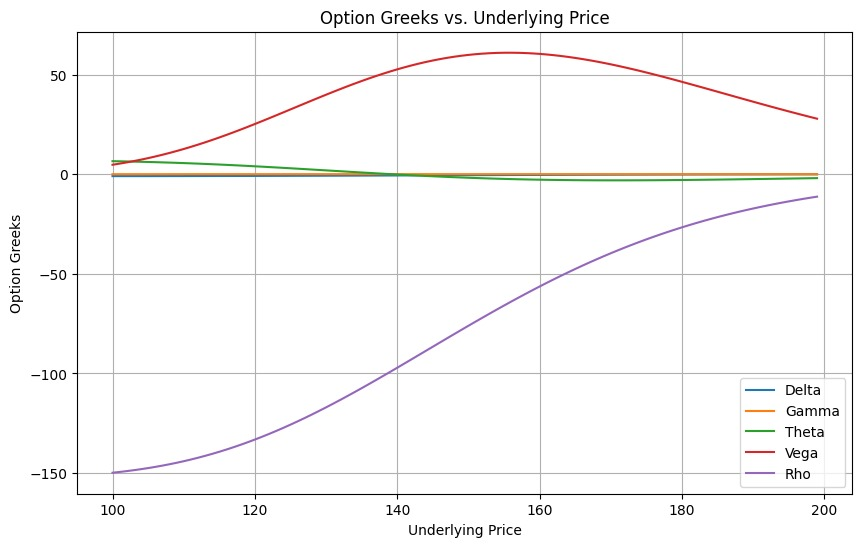 Option Greeks vs. Underlying Price
50
0
−50
−100
−150
Option Greeks
100 120 140 160 180 200
Underlying Price
Delta
Gamma
Theta
Vega
Rho